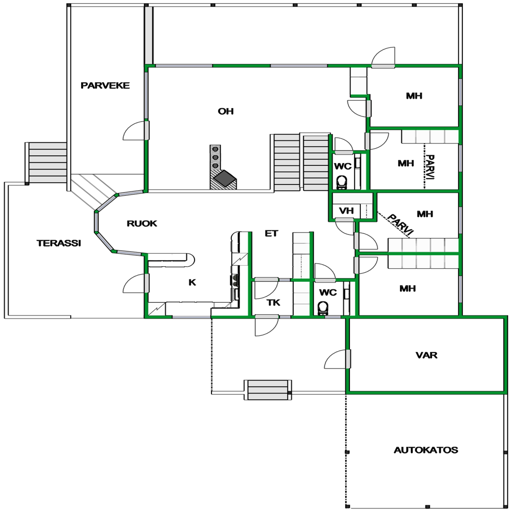 PARVEKE
OH
MH
WC
MH
PARVI
VH
MH
PARVI
RUOK
ET
TERASSI
K
TK
WC
MH
VAR
AUTOKATOS